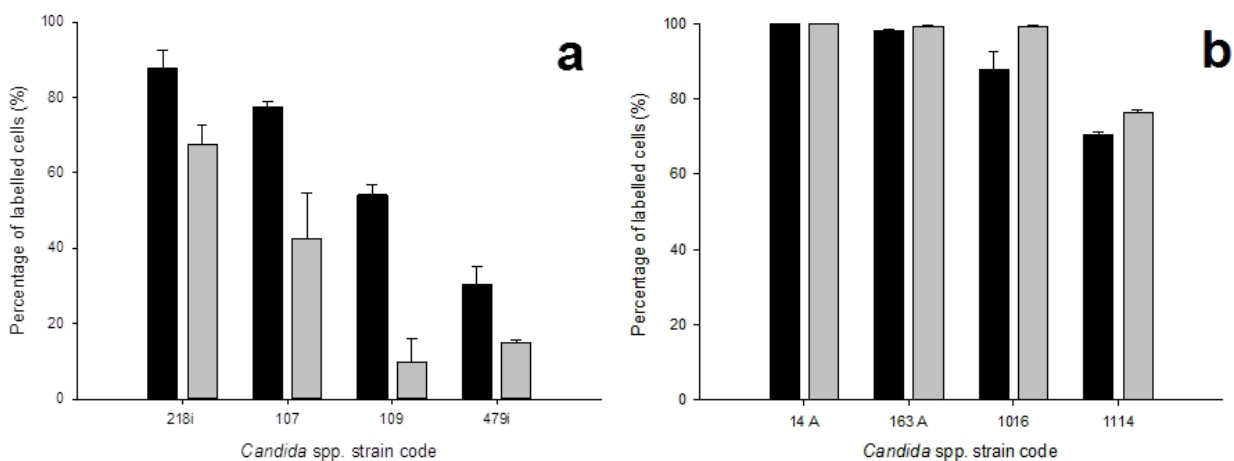 a
Percentage of labelled cells (%)
100
80
60
40
20
0
218i 107 109 479i
Candida spp. strain code
b
Percentage of labelled cells (%)
100
80
60
40
20
0
14 A 163 A 1016 1114
Candida spp. strain code